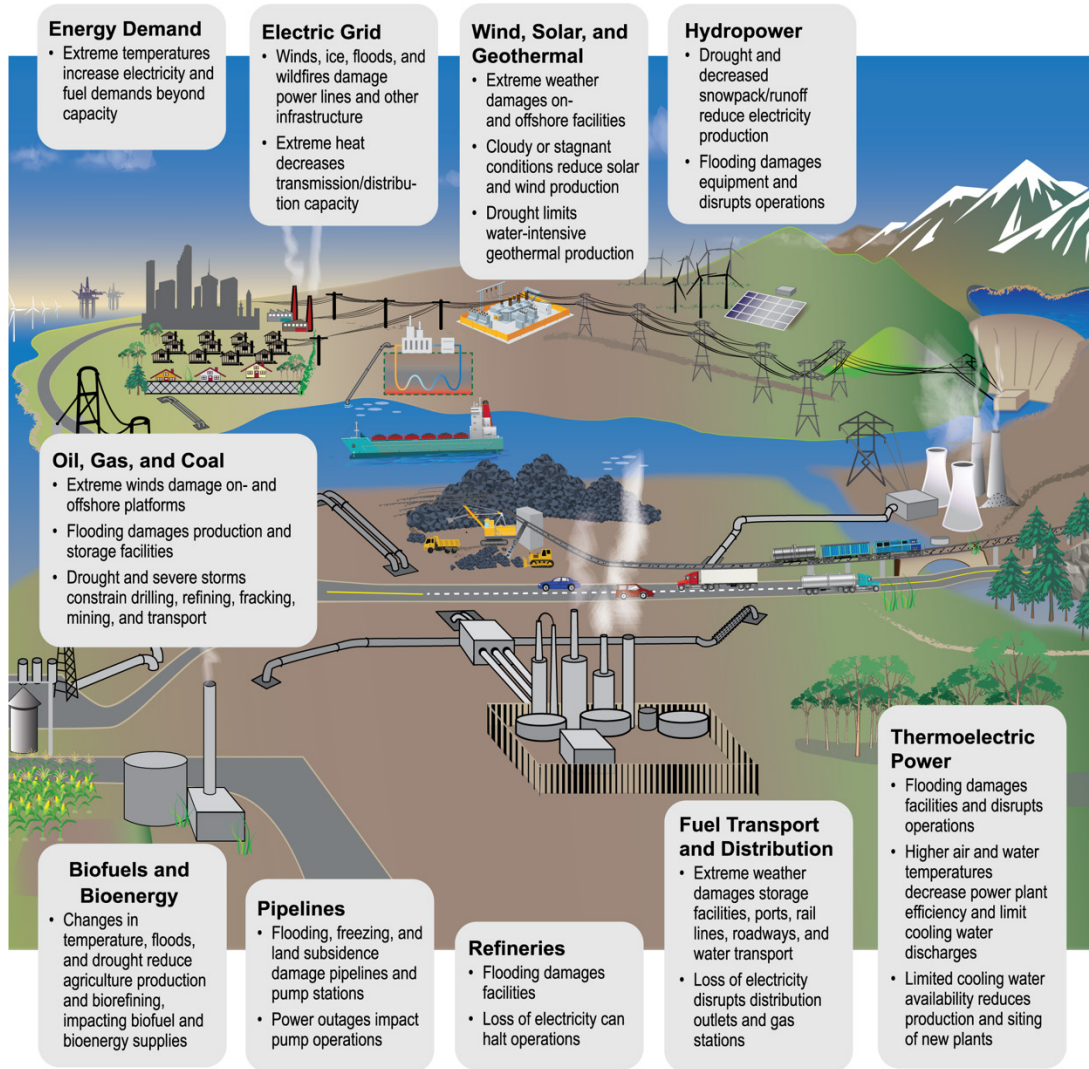 Energy Demand
• Extreme temperatures
increase electricity and
fuel demands beyond
capacity
Electric Grid
• Winds, ice, floods, and
wildfires damage
power lines and other
infrastructure
• Extreme heat
decreases
transmission/distribu-
tion capacity
Wind, Solar, and
Geothermal
• Extreme weather
damages on-
and offshore facilities
• Cloudy or stagnant
conditions reduce solar
and wind production
• Drought limits
water-intensive
geothermal production
Hydropower
• Drought and
decreased
snowpack/runoff
reduce electricity
production
• Flooding damages
equipment and
disrupts operations
Oil, Gas, and Coal
• Extreme winds damage on- and
offshore platforms
• Flooding damages production and
storage facilities
• Drought and severe storms
constrain drilling, refining, fracking,
mining, and transport
Biofuels and
Bioenergy
• Changes in
temperature, floods,
and drought reduce
agriculture production
and biorefining,
impacting biofuel and
bioenergy supplies
Pipelines
• Flooding, freezing, and
land subsidence
damage pipelines and
pump stations
• Power outages impact
pump operations
Refineries
• Flooding damages
facilities
• Loss of electricity can
halt operations
Fuel Transport
and Distribution
• Extreme weather
damages storage
facilities, ports, rail
lines, roadways, and
water transport
• Loss of electricity
disrupts distribution
outlets and gas
stations
Thermoelectric
Power
• Flooding damages
facilities and disrupts
operations
• Higher air and water
temperatures
decrease power plant
efficiency and limit
cooling water
discharges
• Limited cooling water
availability reduces
production and siting
of new plants